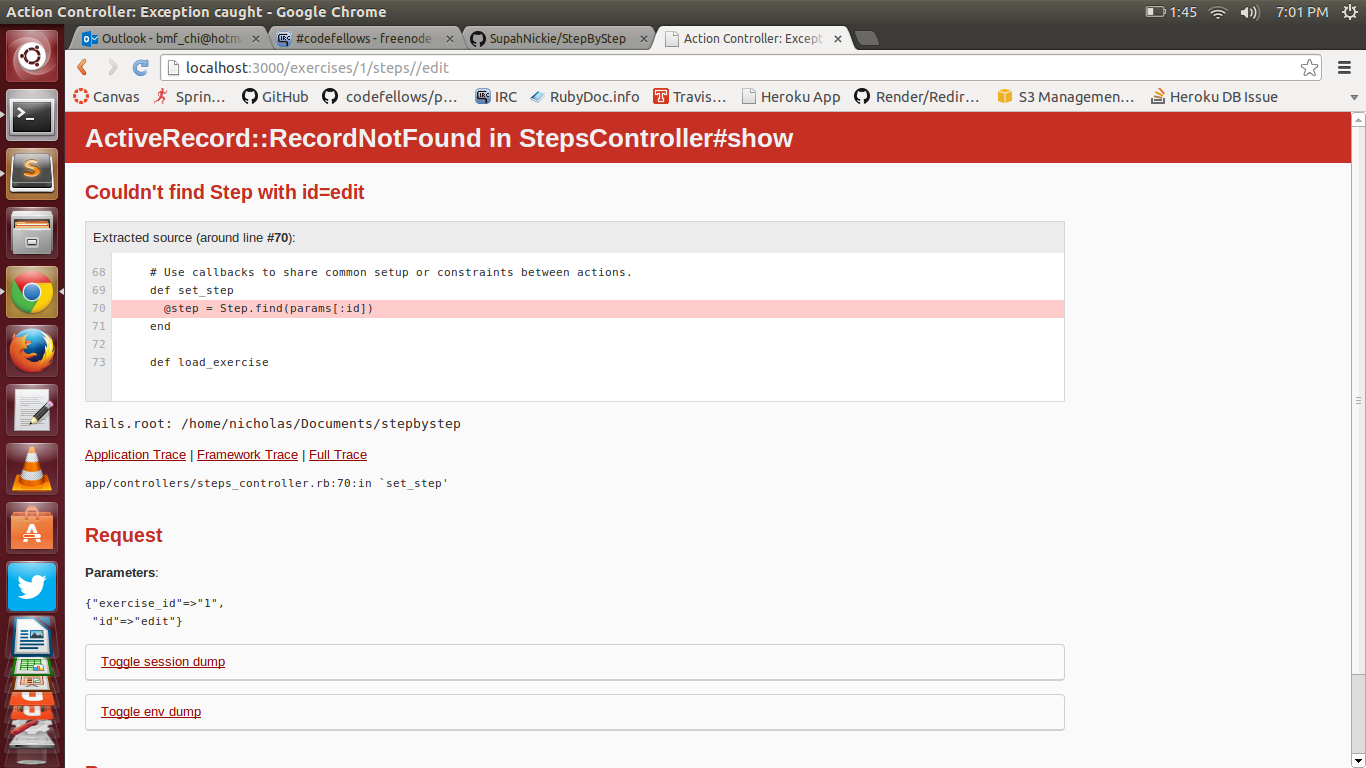 Action Controller: Exception caught - Google Chrome
1:45
7:01 PM
Outlook - bmf_chi@hotm
#codefellows - freenode
SupahNickie/StepByStep
Action Controller: Except
localhost:3000/exercises/1/steps//edit
Canvas
Sprin...
GitHub
codefellows/p...
IRC
RubyDoc.info
Travis...
Heroku App
Render/Redir...
S3 Managemen...
Heroku DB Issue
ActiveRecord::RecordNotFound in StepsController#show
Couldn't find Step with id=edit
Extracted source (around line #70):
68 # Use callbacks to share common setup or constraints between actions.
69 def set_step
70 @step = Step.find(params[:id])
71 end
72
73 def load_exercise
Rails.root: /home/nicholas/Documents/stepbystep
Application Trace | Framework Trace | Full Trace
app/controllers/steps_controller.rb:70:in `set_step'
Request
Parameters:
{"exercise_id"=>"1",
"id"=>"edit"}
Toggle session dump
Toggle env dump